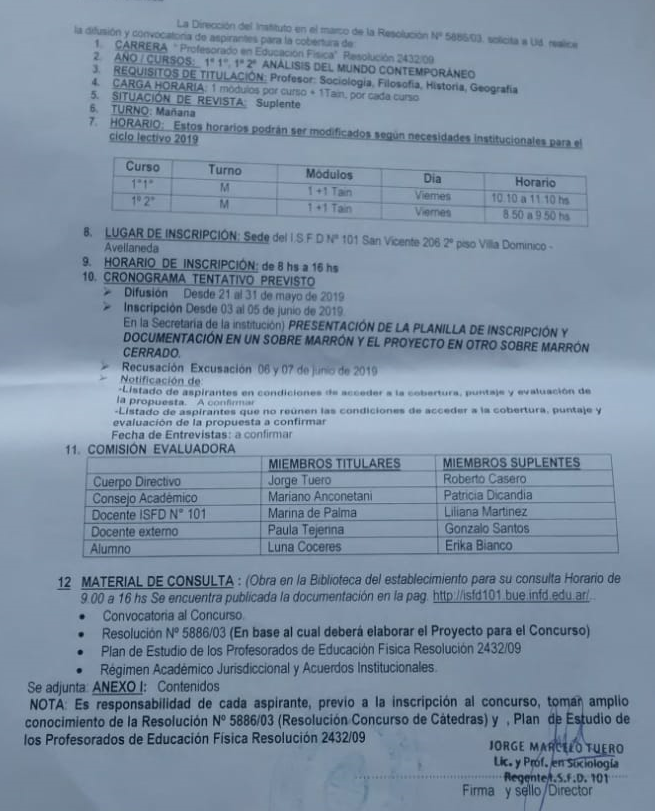 La Dirección del Instituto en el marco de la Resolución Nº 5886/03, solicita a Ud. realice
la difusión y convocatoria de aspirantes para la cobertura de:
1. CARRERA " Profesorado en Educación Física" Resolución 2432/09
2. AÑO / CURSOS: 1º 1º, 1º 2º ANÁLISIS DEL MUNDO CONTEMPORÁNEO
3. REQUISITOS DE TITULACIÓN: Profesor: Sociología, Filosofía, Historia, Geografía
4. CARGA HORARIA: 1 módulos por curso + 1Tain, por cada curso
5. SITUACIÓN DE REVISTA: Suplente
6. TURNO: Mañana
7. HORARIO: Estos horarios podrán ser modificados según necesidades institucionales para el
ciclo lectivo 2019
Curso Turno Módulos Día Horario
1º1º M 1 +1 Tain Viernes 10.10 a 11.10 hs
1º 2º M 1 +1 Tain Viernes 8.50 a 9.50 hs
8. LUGAR DE INSCRIPCIÓN: Sede del I.S.F.D Nº 101 San Vicente 206 2º piso Villa Dominico -
Avellaneda
9. HORARIO DE INSCRIPCIÓN: de 8 hs a 16 hs
10. CRONOGRAMA TENTATIVO PREVISTO
➢ Difusión Desde 21 al 31 de mayo de 2019
➢ Inscripción Desde 03 al 05 de junio de 2019.
En la Secretaria de la institución) PRESENTACIÓN DE LA PLANILLA DE INSCRIPCIÓN Y
DOCUMENTACIÓN EN UN SOBRE MARRÓN Y EL PROYECTO EN OTRO SOBRE MARRÓN
CERRADO.
➢ Recusación Excusación 06 y 07 de junio de 2019
➢ Notificación de:
-Listado de aspirantes en condiciones de acceder a la cobertura, puntaje y evaluación de
la propuesta. A confirmar
-Listado de aspirantes que no reúnen las condiciones de acceder a la cobertura, puntaje y
evaluación de la propuesta a confirmar
Fecha de Entrevistas: a confirmar
11. COMISIÓN EVALUADORA
MIEMBROS TITULARES MIEMBROS SUPLENTES
Cuerpo Directivo Jorge Tuero Roberto Casero
Consejo Académico Mariano Anconetani Patricia Dicandia
Docente ISFD N° 101 Marina de Palma Liliana Martinez
Docente externo Paula Tejerina Gonzalo Santos
Alumno Luna Coceres Erika Bianco
12 MATERIAL DE CONSULTA : (Obra en la Biblioteca del establecimiento para su consulta Horario de
9.00 a 16 hs Se encuentra publicada la documentación en la pag. http://isfd101.bue.infd.edu.ar/..
• Convocatoria al Concurso.
• Resolución Nº 5886/03 (En base al cual deberá elaborar el Proyecto para el Concurso)
• Plan de Estudio de los Profesorados de Educación Física Resolución 2432/09
• Régimen Académico Jurisdiccional y Acuerdos Institucionales.
Se adjunta: ANEXO I: Contenidos
NOTA: Es responsabilidad de cada aspirante, previo a la inscripción al concurso, tomar amplio
conocimiento de la Resolución Nº 5886/03 (Resolución Concurso de Cátedras) y , Plan de Estudio de
los Profesorados de Educación Física Resolución 2432/09
JORGE MARCELO TUERO
Lic. y Prof. en Sociología
Regente I.S.F.D. 101
Firma y sello/Director